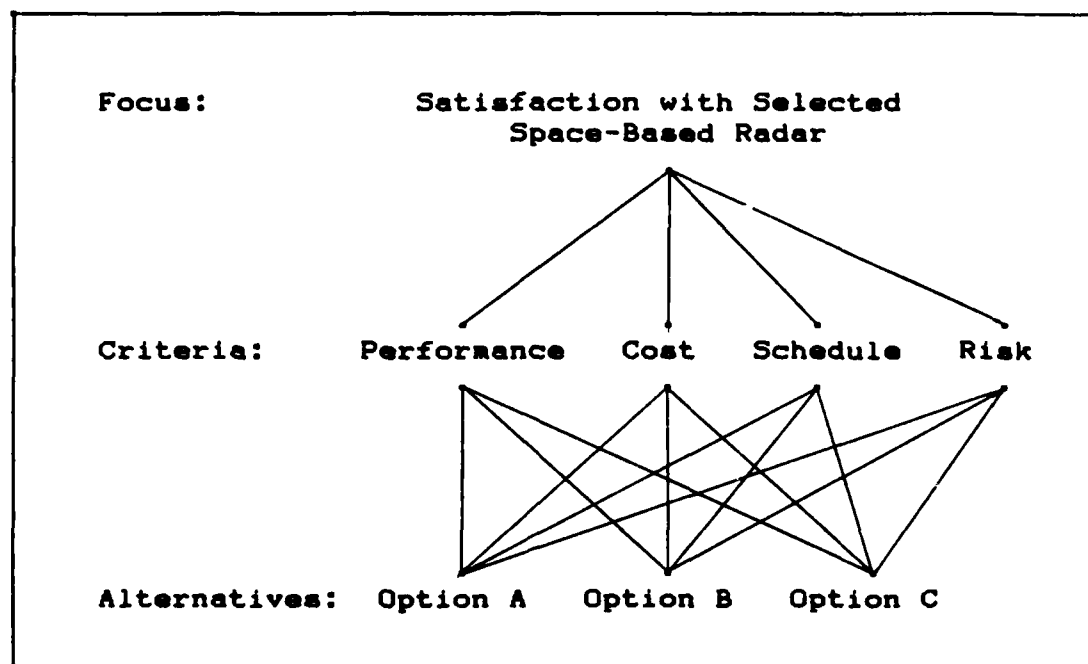 Focus: Satisfaction with Selected
Space-Based Radar
Criteria: Performance Cost Schedule Risk
Alternatives: Option A Option B Option C